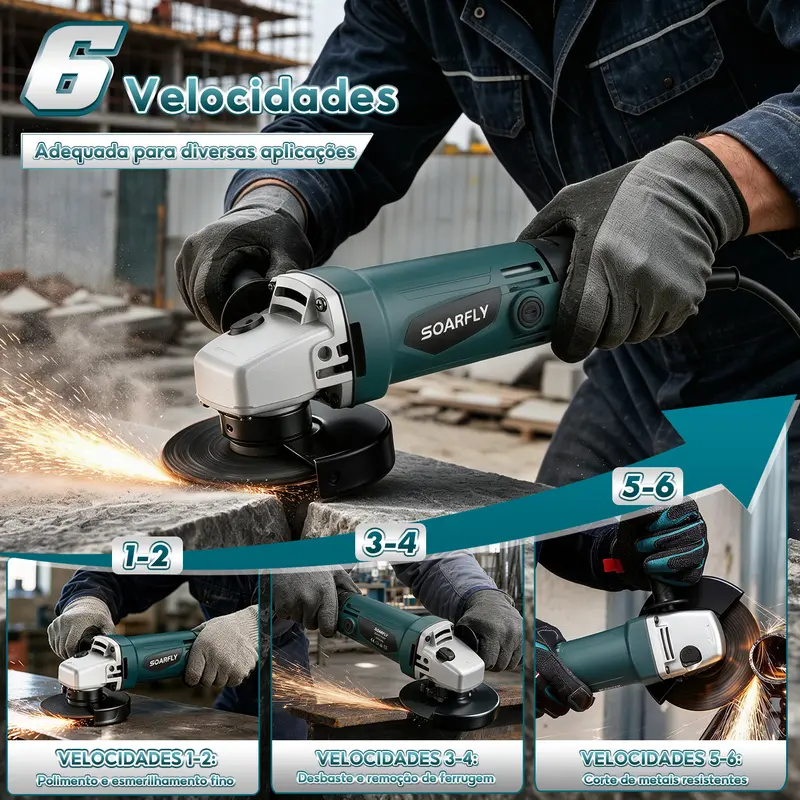 6 Velocidades
Adequada para diversas aplicações
SOARFLY
5-6
3-4
1-2
SOARFLY
SOARFLY
VELOCIDADES 1-2:
Polimento e esmerilhamento fino
VELOCIDADES 3-4:
Desbaste e remoção de ferrugem
VELOCIDADES 5-6:
Corte de metais resistentes